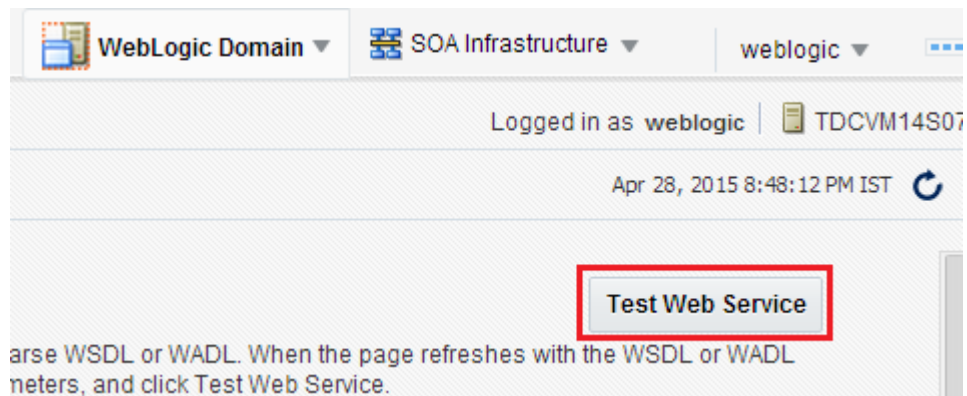 WebLogic Domain SOA Infrastructure weblogic
Logged in as weblogic TDCVM14S07
Apr 28, 2015 8:48:12 PM IST
Test Web Service
arse WSDL or WADL. When the page refreshes with the WSDL or WADL
meters, and click Test Web Service.